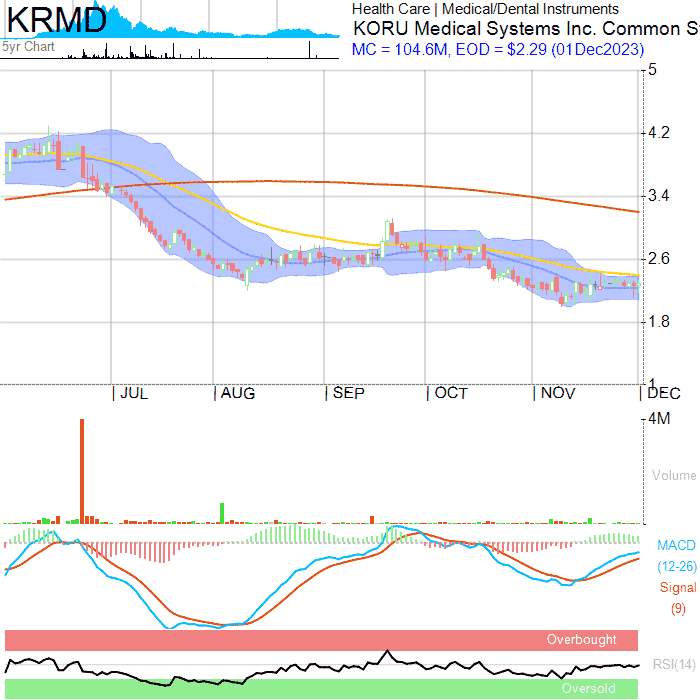 KRMD
Health Care | Medical/Dental Instruments
KORU Medical Systems Inc. Common S
MC = 104.6M, EOD = $2.29 (01Dec2023)
5yr Chart
5
4.2
3.4
2.6
1.8
1
JUL AUG SEP OCT NOV DEC
4M
Volume
MACD
(12-26)
Signal
(9)
Overbought
RSI(14)
Oversold